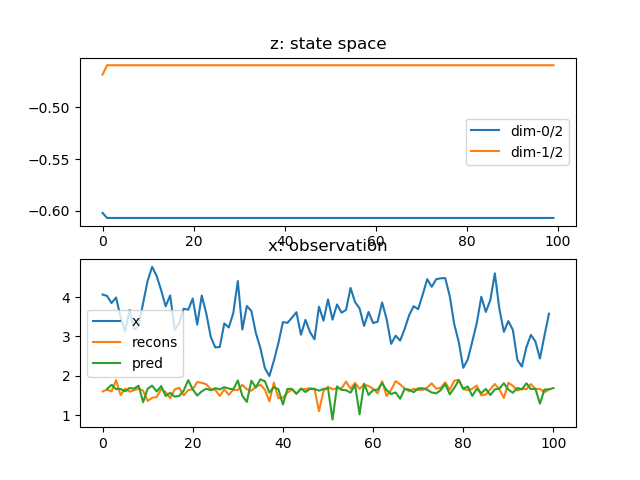 z: state space
−0.50
−0.55
−0.60
dim-0/2
dim-1/2
0 20 40 60 80 100
x: observation
4
3
2
1
x
recons
pred
0 20 40 60 80 100